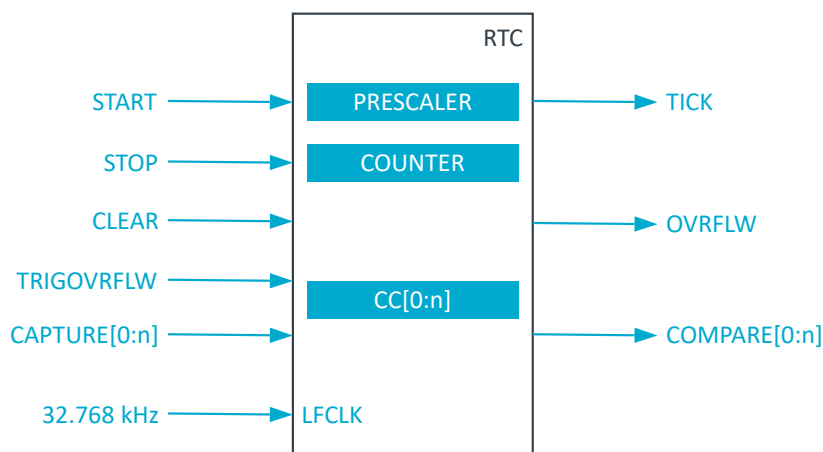 RTC
START
PRESCALER
TICK
STOP
COUNTER
CLEAR
OVRFLW
TRIGOVRFLW
CC[0:n]
CAPTURE[0:n]
COMPARE[0:n]
32.768 kHz
LFCLK